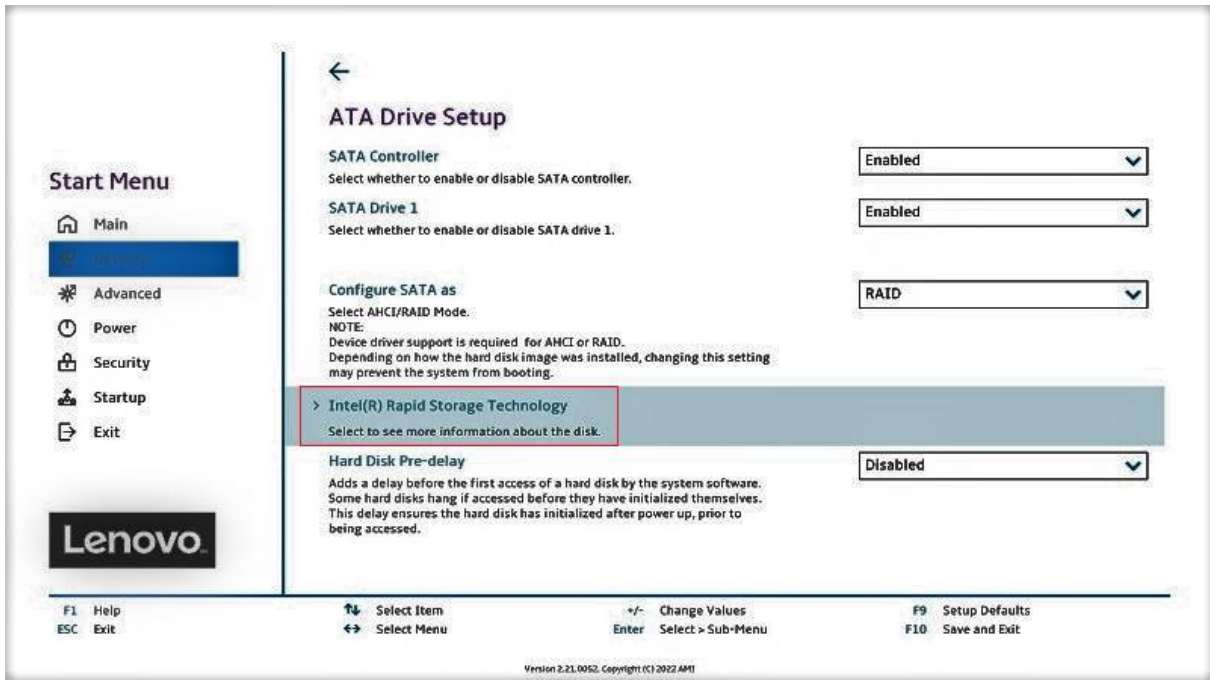 ATA Drive Setup
SATA Controller
Enabled
Select whether to enable or disable SATA controller.
SATA Drive 1
Enabled
Select whether to enable or disable SATA drive 1.
Start Menu
Main
Advanced
Power
Security
Startup
Exit
Configure SATA as
RAID
Select AHCI/RAID Mode.
NOTE:
Device driver support is required for AHCI or RAID.
Depending on how the hard disk image was installed, changing this setting
may prevent the system from booting.
> Intel(R) Rapid Storage Technology
Select to see more information about the disk.
Hard Disk Pre-delay
Disabled
Adds a delay before the first access of a hard disk by the system software.
Some hard disks hang if accessed before they have initialized themselves.
This delay ensures the hard disk has initialized after power up, prior to
being accessed.
Lenovo
F1 Help
ESC Exit
Select Item
Select Menu
+/- Change Values
Enter Select > Sub-Menu
F9 Setup Defaults
F10 Save and Exit
Version 2.21.0052. Copyright (C) 2022 AMI